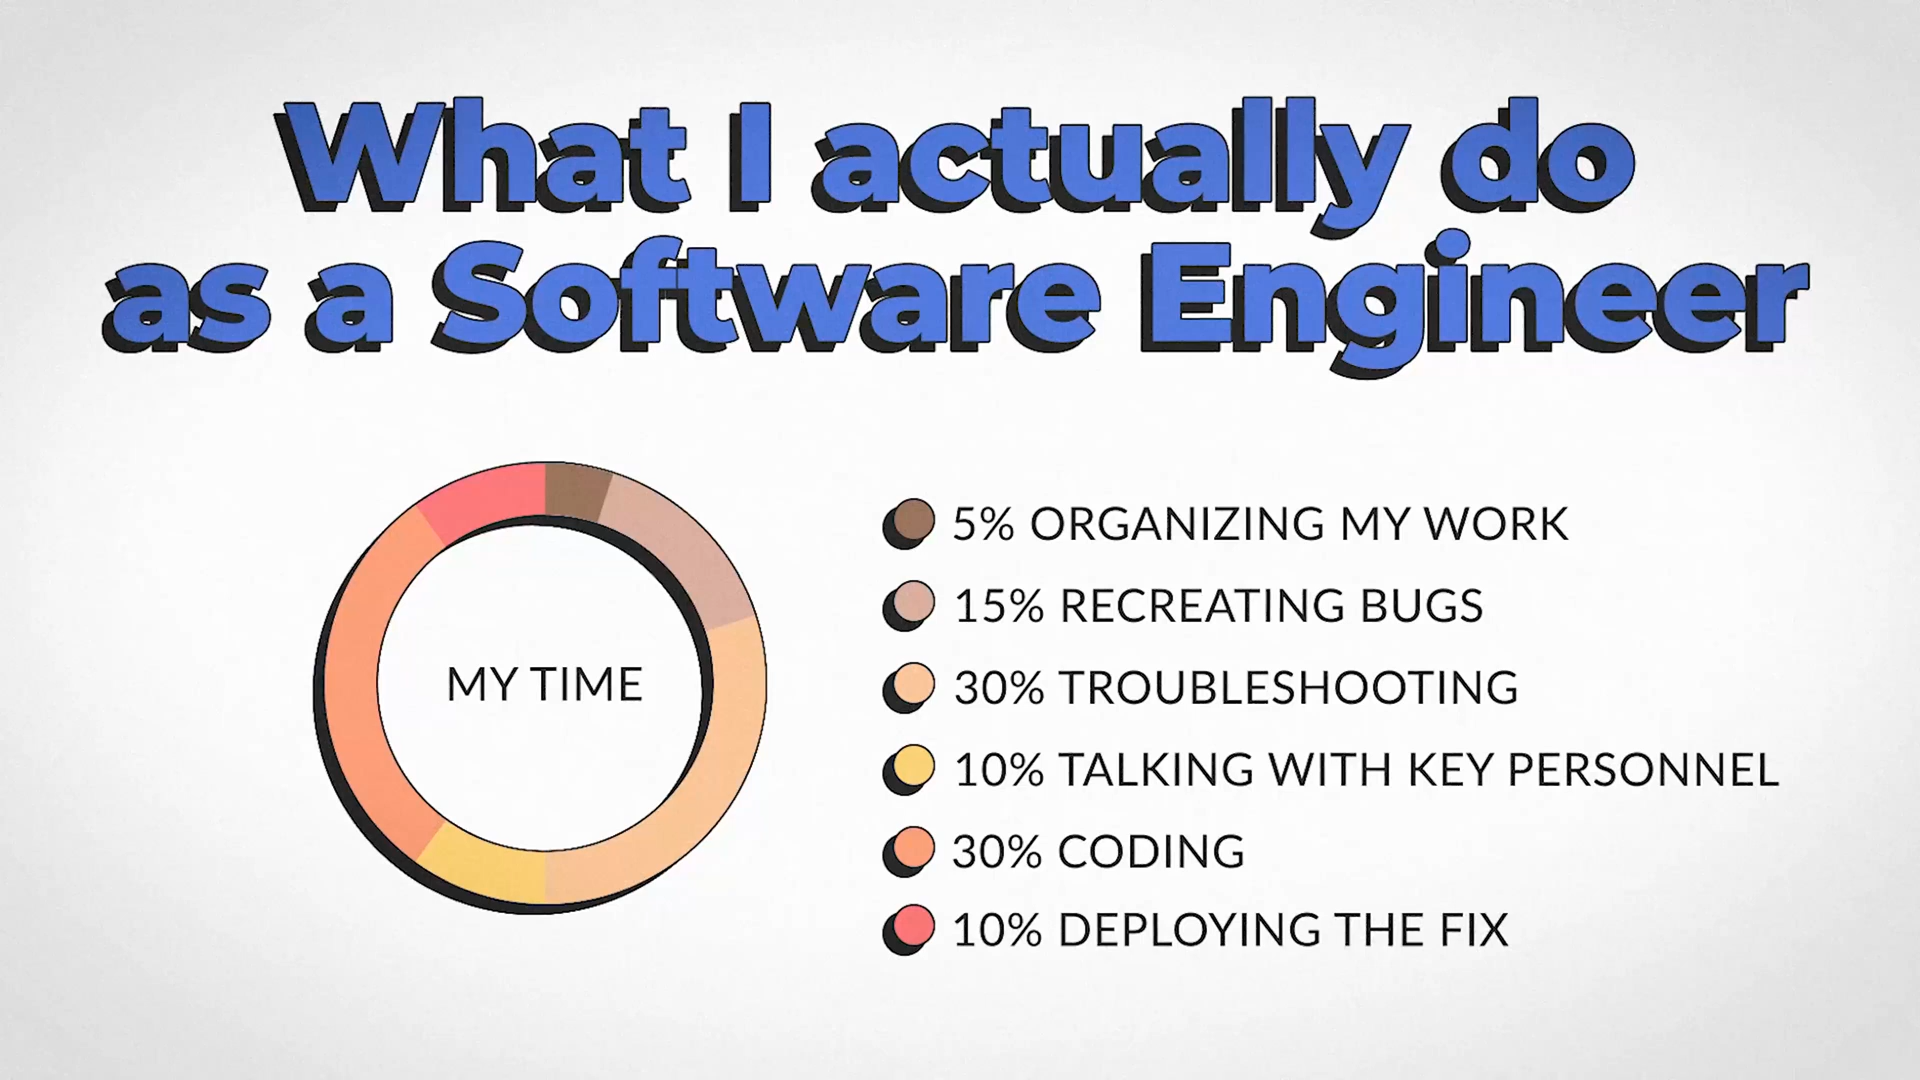 What I actually do
as a Software Engineer
MY TIME
5% ORGANIZING MY WORK
15% RECREATING BUGS
30% TROUBLESHOOTING
10% TALKING WITH KEY PERSONNEL
30% CODING
10% DEPLOYING THE FIX